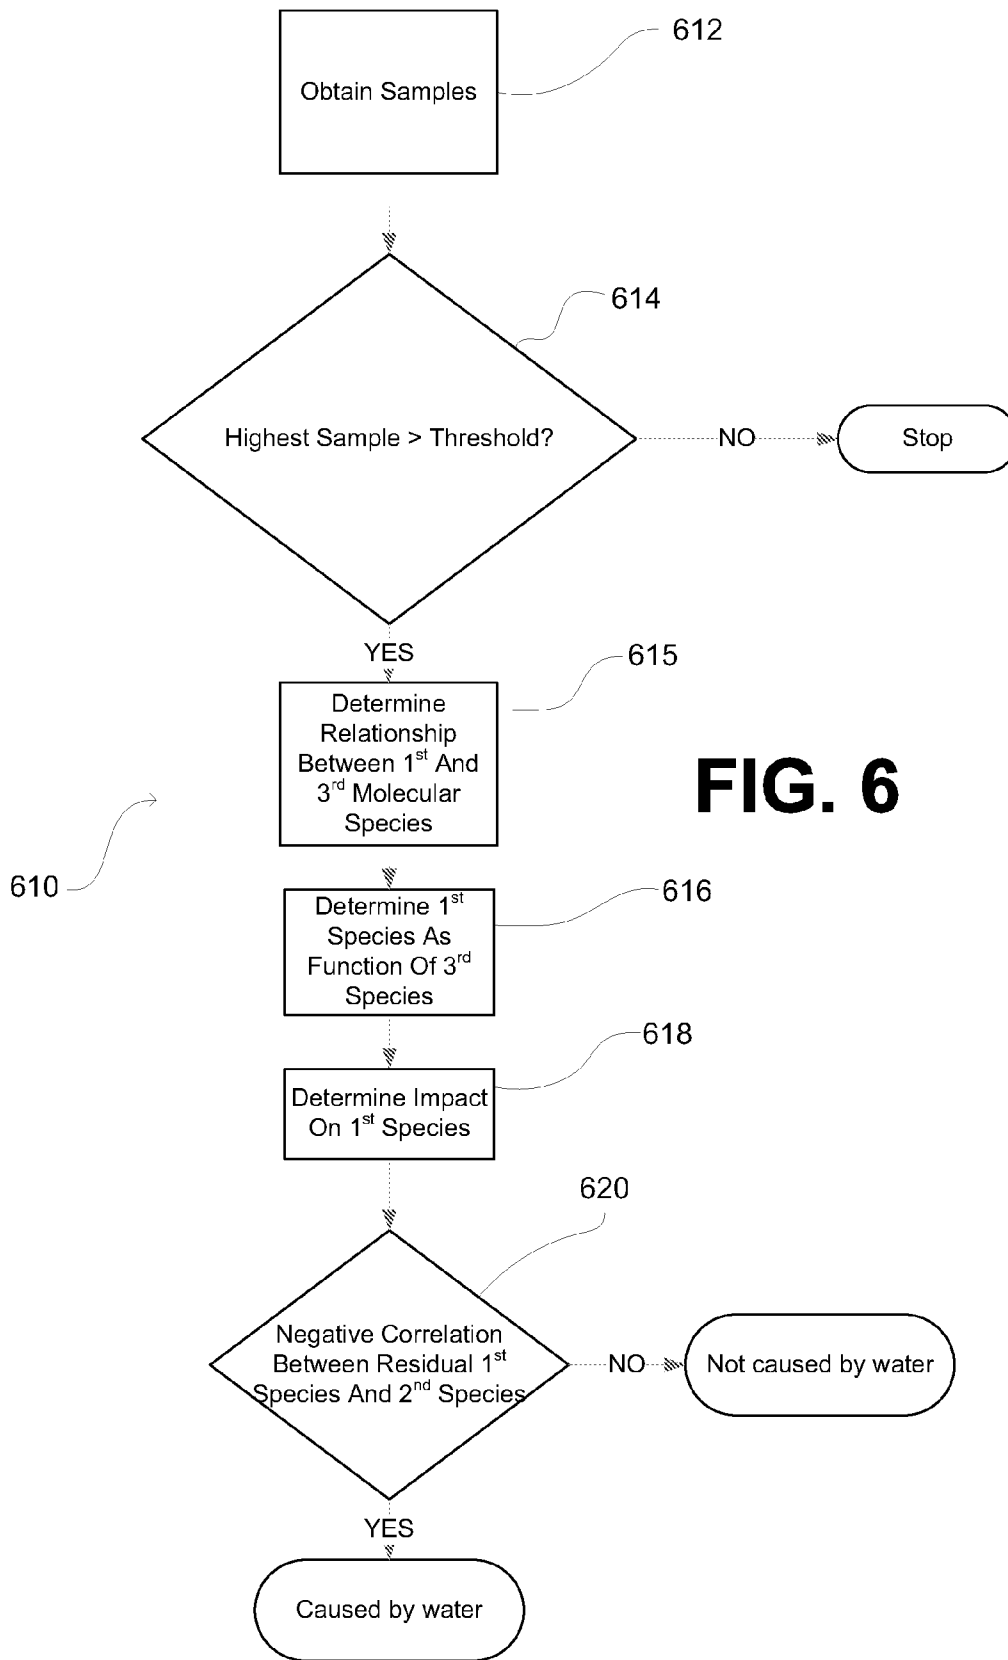 612
Obtain Samples
614
Highest Sample > Threshold?
NO
Stop
YES
615
Determine
Relationship
Between 1st And
3rd Molecular
Species
FIG. 6
610
616
Determine 1st
Species As
Function Of 3rd
Species
618
Determine Impact
On 1st Species
620
Negative Correlation
Between Residual 1st
Species And 2nd Species
NO
Not caused by water
YES
Caused by water